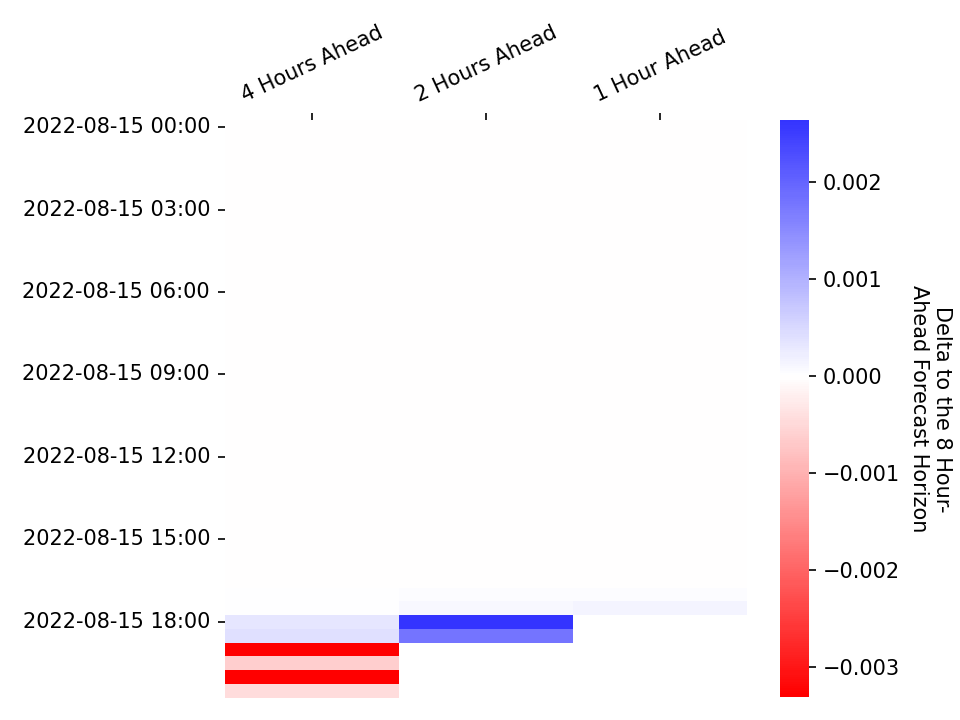 4 Hours Ahead
2 Hours Ahead
1 Hour Ahead
2022-08-15 00:00
2022-08-15 03:00
2022-08-15 06:00
2022-08-15 09:00
2022-08-15 12:00
2022-08-15 15:00
2022-08-15 18:00
0.002
0.001
0.000
−0.001
−0.002
−0.003
Delta to the 8 Hour-
Ahead Forecast Horizon